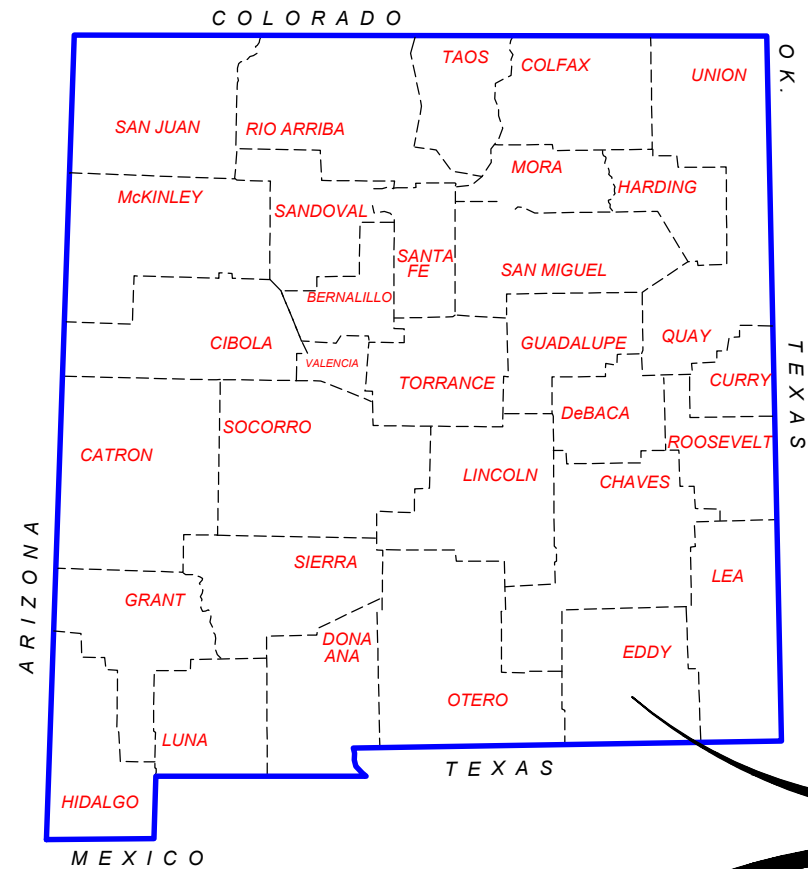 COLORADO
OK.
TAOS
COLFAX
UNION
SAN JUAN
RIO ARRIBA
MORA
HARDING
McKINLEY
SANDOVAL
SANTA
FE
SAN MIGUEL
BERNALILLO
CIBOLA
VALENCIA
GUADALUPE
QUAY
TEXAS
TORRANCE
CURRY
DeBACA
SOCORRO
ROOSEVELT
CATRON
LINCOLN
CHAVES
ARIZONA
SIERRA
LEA
GRANT
DONA
ANA
EDDY
OTERO
LUNA
TEXAS
HIDALGO
MEXICO